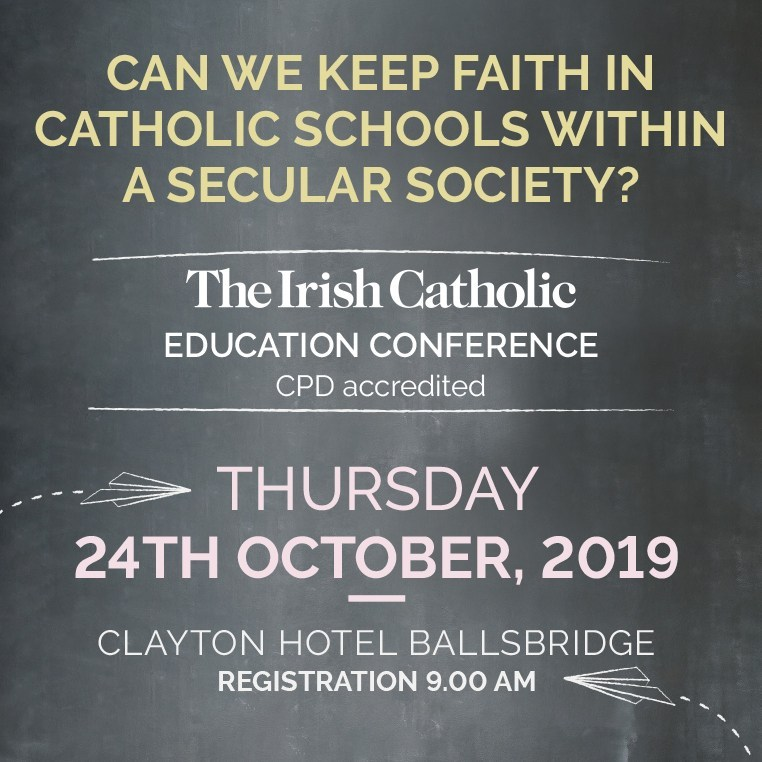 CAN WE KEEP FAITH IN
CATHOLIC SCHOOLS WITHIN
A SECULAR SOCIETY?
The Irish Catholic
EDUCATION CONFERENCE
CPD accredited
THURSDAY
24TH OCTOBER, 2019
CLAYTON HOTEL BALLSBRIDGE
REGISTRATION 9.00 AM